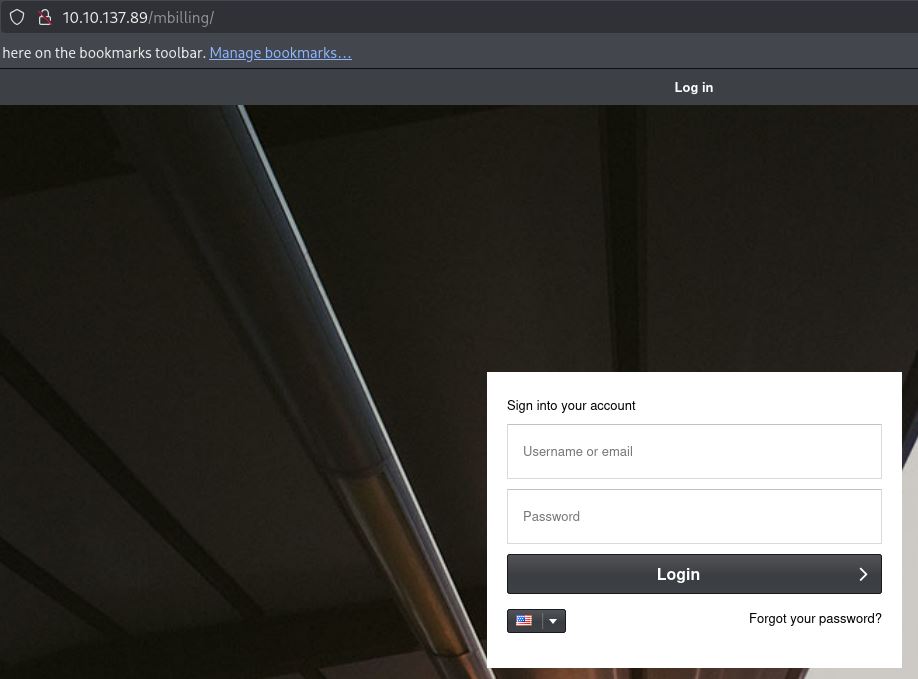 10.10.137.89/mbilling/
here on the bookmarks toolbar. Manage bookmarks…
Log in
Sign into your account
Username or email
Password
Login
Forgot your password?